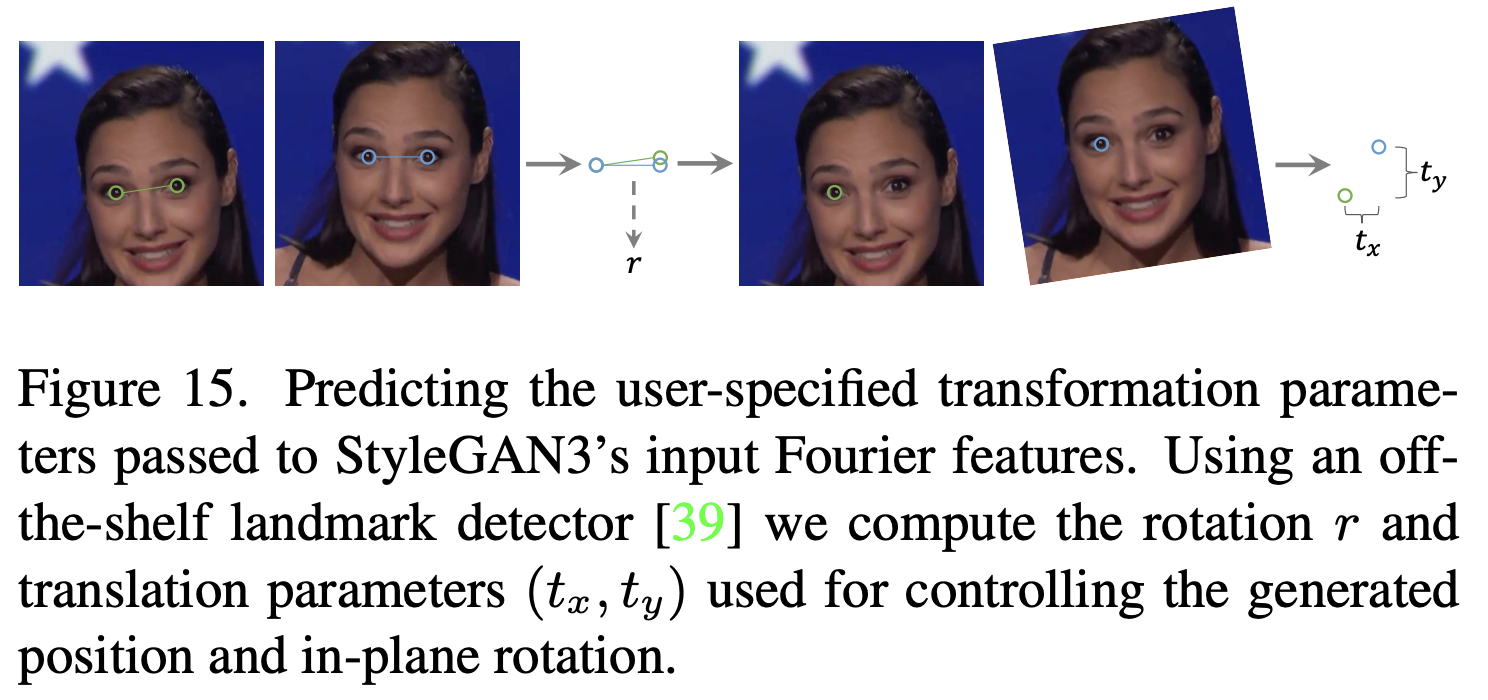 r
t_y
t_x
Figure 15. Predicting the user-specified transformation parame-
ters passed to StyleGAN3's input Fourier features. Using an off-
the-shelf landmark detector [39] we compute the rotation r and
translation parameters (t_x, t_y) used for controlling the generated
position and in-plane rotation.